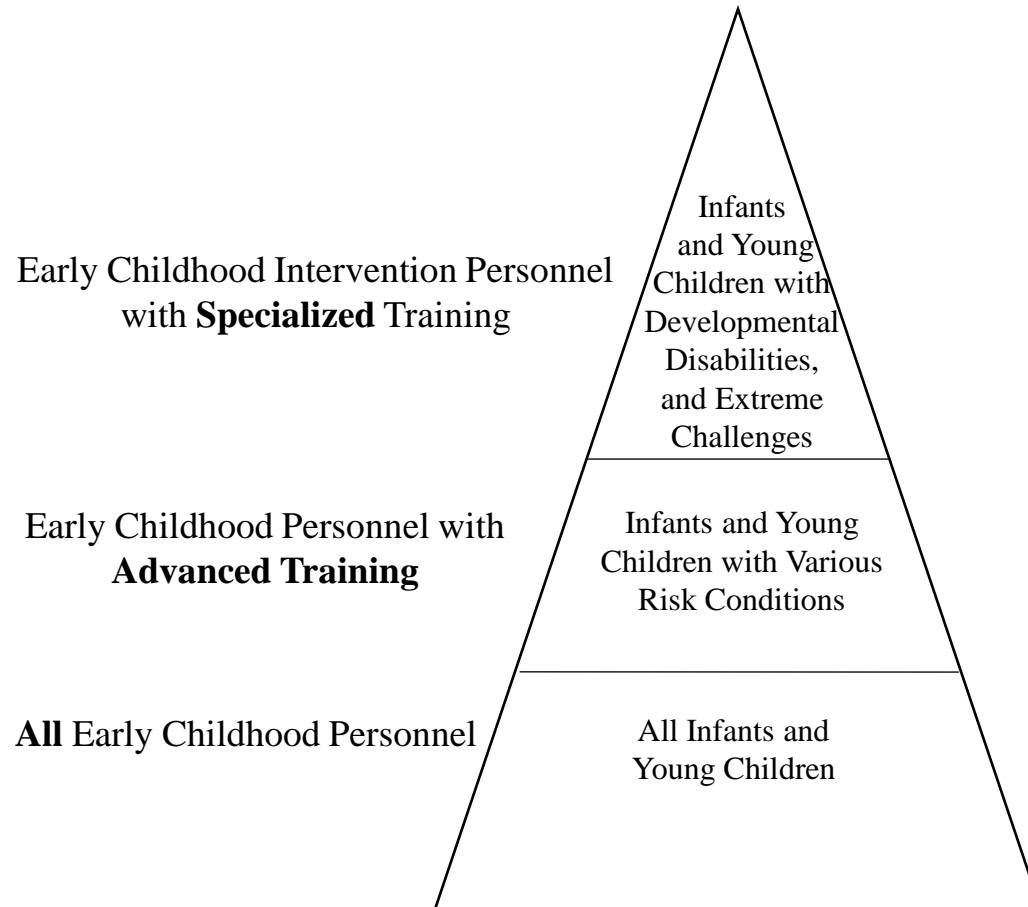 Infants
and Young
Children with
Developmental
Disabilities,
and Extreme
Challenges
Early Childhood Intervention Personnel
with Specialized Training
Infants and Young
Children with Various
Risk Conditions
Early Childhood Personnel with
Advanced Training
All Early Childhood Personnel
All Infants and
Young Children